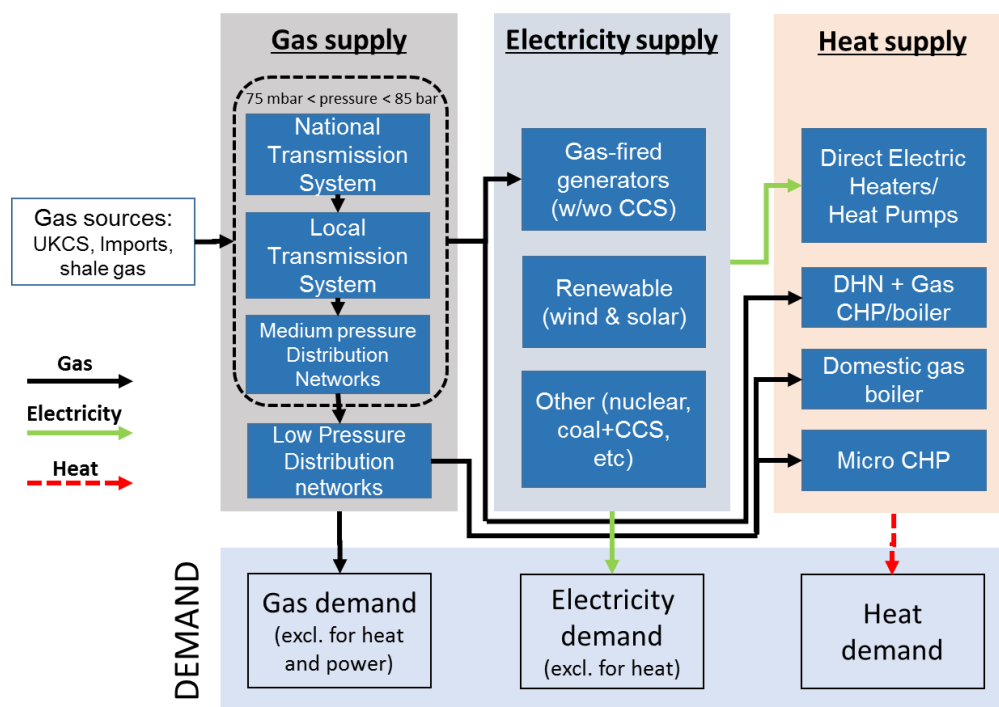 Gas supply
75 mbar < pressure < 85 bar
National
Transmission
System
Local
Transmission
System
Medium pressure
Distribution
Networks
Low Pressure
Distribution
networks
Gas sources:
UKCS, Imports,
shale gas
Gas
Electricity
Heat
Electricity supply
Gas-fired
generators
(w/wo CCS)
Renewable
(wind & solar)
Other (nuclear,
coal+CCS,
etc)
Heat supply
Direct Electric
Heaters/
Heat Pumps
DHN + Gas
CHP/boiler
Domestic gas
boiler
Micro CHP
DEMAND
Gas demand
(excl. for heat
and power)
Electricity
demand
(excl. for heat)
Heat
demand